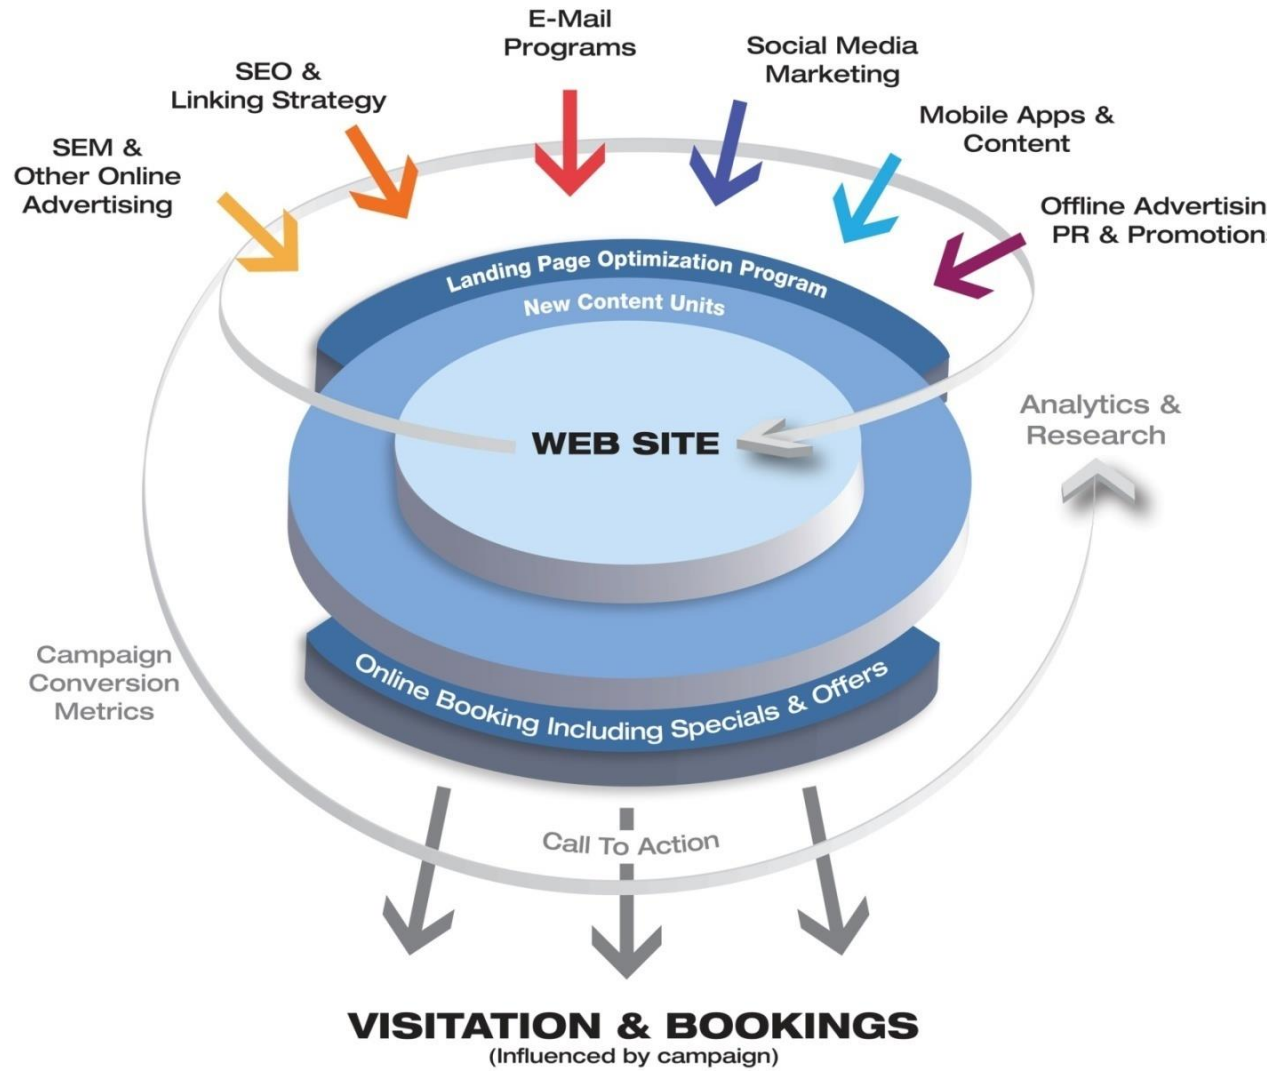 E-Mail
Programs
Social Media
Marketing
SEO &
Linking Strategy
Mobile Apps &
Content
SEM &
Other Online
Advertising
Offline Advertisin
PR & Promotion
Landing Page Optimization Program
New Content Units
WEB SITE
Analytics &
Research
Campaign
Conversion
Metrics
Online Booking Including Specials & Offers
Call To Action
VISITATION & BOOKINGS
(Influenced by campaign)